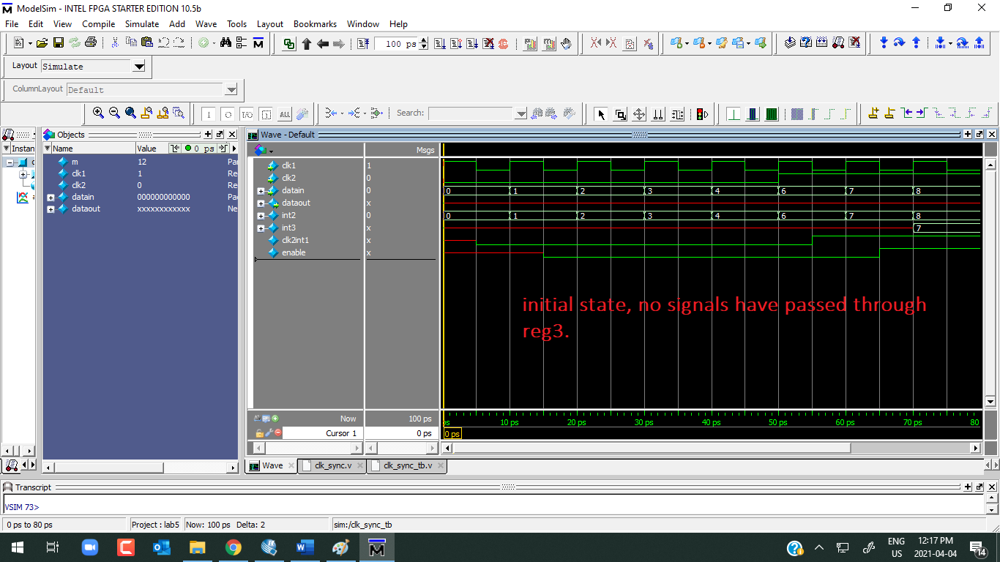 ModelSim - INTEL FPGA STARTER EDITION 10.5b
File Edit View Compile Simulate Add Wave Tools Layout Bookmarks Window Help
100 ps
Layout Simulate
ColumnLayout Default
Search:
Instan
Objects
Name Value 0 ps
m 12 Pa
clk1 1 Re
clk2 0 Re
datain 000000000000 Pa
dataout xxxxxxxxxxxx Ne
Wave - Default
Msgs
clk1 1
clk2 0
datain 0 0 1 2 3 4 6 7 8
dataout x
int2 0 0 1 2 3 4 6 7 8
int3 x 7
clk2int1 x
enable x
initial state, no signals have passed through
reg3.
Now 100 ps ps 10 ps 20 ps 30 ps 40 ps 50 ps 60 ps 70 ps 80
Cursor 1 0 ps 0 ps
Wave clk_sync.v clk_sync_tb.v
Transcript
VSIM 73>
0 ps to 80 ps Project : lab5 Now: 100 ps Delta: 2 sim:/clk_sync_tb
ENG 12:17 PM
US 2021-04-04 14